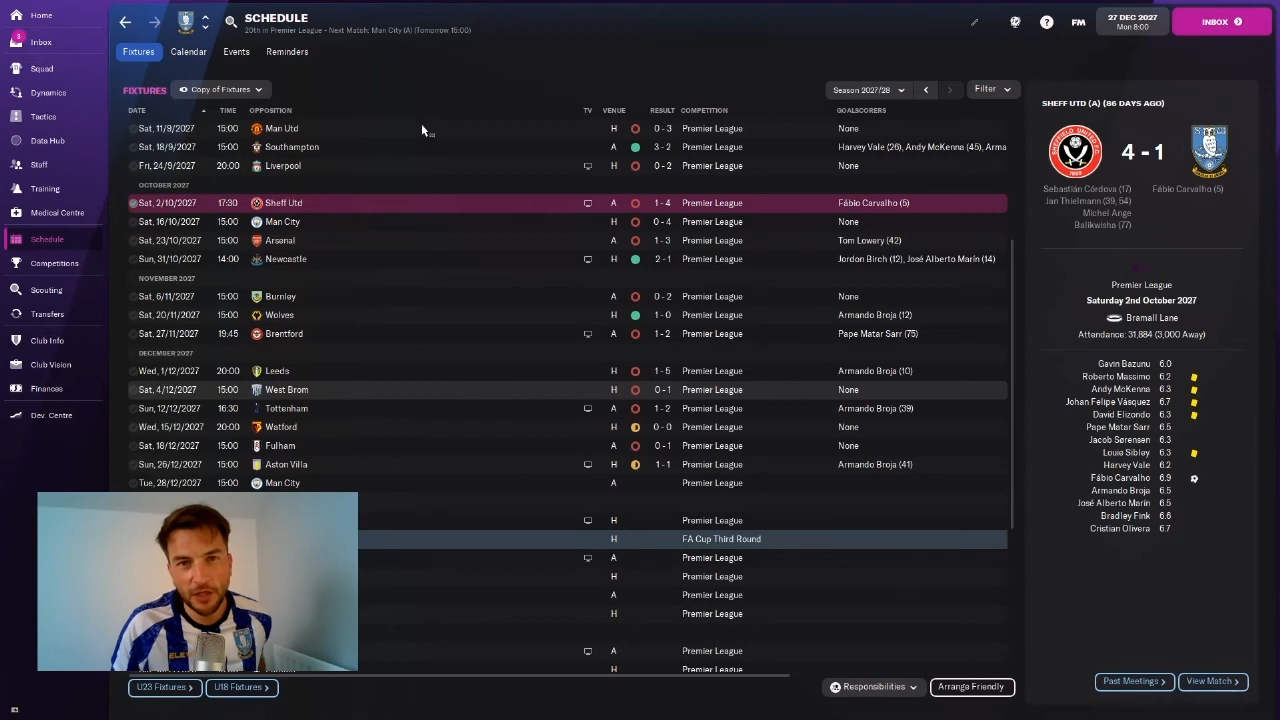 Home
3
Inbox
Squad
Dynamics
Tactics
Data Hub
Staff
Training
Medical Centre
Schedule
Competitions
Scouting
Transfers
Club Info
Club Vision
Finances
Dev. Centre
SCHEDULE
20th in Premier League - Next Match: Man City (A) (Tomorrow 15:00)
FM
27 DEC 2027
Mon 8:00
INBOX
Fixtures Calendar Events Reminders
FIXTURES Copy of Fixtures Season 2027/28 Filter
DATE TIME OPPOSITION TV VENUE RESULT COMPETITION GOALSCORERS
Sat, 11/9/2027 15:00 Man Utd H 0 - 3 Premier League None
Sat, 18/9/2027 15:00 Southampton A 3 - 2 Premier League Harvey Vale (26), Andy McKenna (45), Arma
Fri, 24/9/2027 20:00 Liverpool H 0 - 2 Premier League None
OCTOBER 2027
Sat, 2/10/2027 17:30 Sheff Utd A 1 - 4 Premier League Fábio Carvalho (5)
Sat, 16/10/2027 15:00 Man City H 0 - 4 Premier League None
Sat, 23/10/2027 15:00 Arsenal A 1 - 3 Premier League Tom Lowery (42)
Sun, 31/10/2027 14:00 Newcastle H 2 - 1 Premier League Jordon Birch (12), José Alberto Marín (14)
NOVEMBER 2027
Sat, 6/11/2027 15:00 Burnley A 0 - 2 Premier League None
Sat, 20/11/2027 15:00 Wolves H 1 - 0 Premier League Armando Broja (12)
Sat, 27/11/2027 19:45 Brentford A 1 - 2 Premier League Pape Matar Sarr (75)
DECEMBER 2027
Wed, 1/12/2027 20:00 Leeds H 1 - 5 Premier League Armando Broja (10)
Sat, 4/12/2027 15:00 West Brom H 0 - 1 Premier League None
Sun, 12/12/2027 16:30 Tottenham A 1 - 2 Premier League Armando Broja (39)
Wed, 15/12/2027 20:00 Watford H 0 - 0 Premier League None
Sat, 18/12/2027 15:00 Fulham A 0 - 1 Premier League None
Sun, 26/12/2027 15:00 Aston Villa H 1 - 1 Premier League Armando Broja (41)
Tue, 28/12/2027 15:00 Man City A Premier League
H Premier League
H FA Cup Third Round
A Premier League
H Premier League
A Premier League
H Premier League
A Premier League
H Premier League
U23 Fixtures U18 Fixtures Responsibilities Arrange Friendly
SHEFF UTD (A) (86 DAYS AGO)
4 - 1
Sebastián Córdova (17) Fábio Carvalho (5)
Jan Thielmann (39, 54)
Michel Ange
Balikwisha (77)
Premier League
Saturday 2nd October 2027
Bramall Lane
Attendance: 31,884 (3,000 Away)
Gavin Bazunu 6.0
Roberto Massimo 6.2
Andy McKenna 6.3
Johan Felipe Vásquez 6.7
David Elizondo 6.3
Pape Matar Sarr 6.5
Jacob Sørensen 6.3
Louie Sibley 6.3
Harvey Vale 6.2
Fábio Carvalho 6.9
Armando Broja 6.5
José Alberto Marín 6.5
Bradley Fink 6.6
Cristian Olivera 6.7
Past Meetings View Match